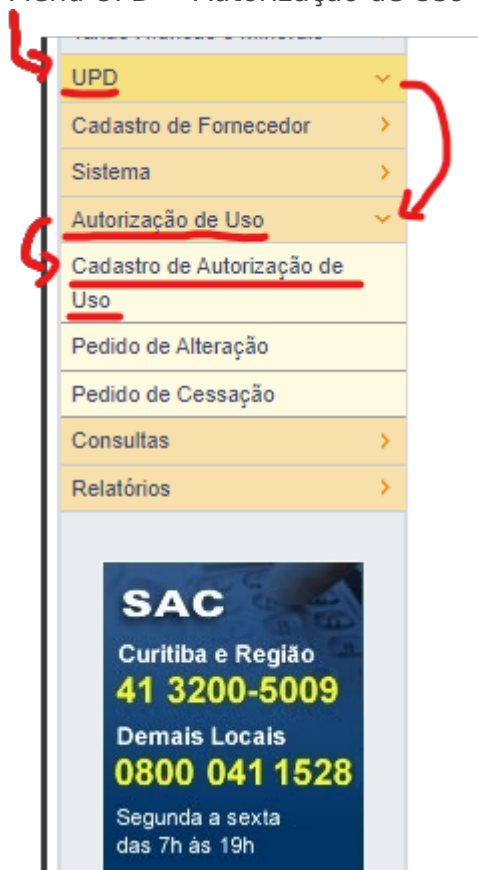 UPD
Cadastro de Fornecedor
Sistema
Autorização de Uso
Cadastro de Autorização de
Uso
Pedido de Alteração
Pedido de Cessação
Consultas
Relatórios
SAC
Curitiba e Região
41 3200-5009
Demais Locais
0800 041 1528
Segunda a sexta
das 7h ás 19h